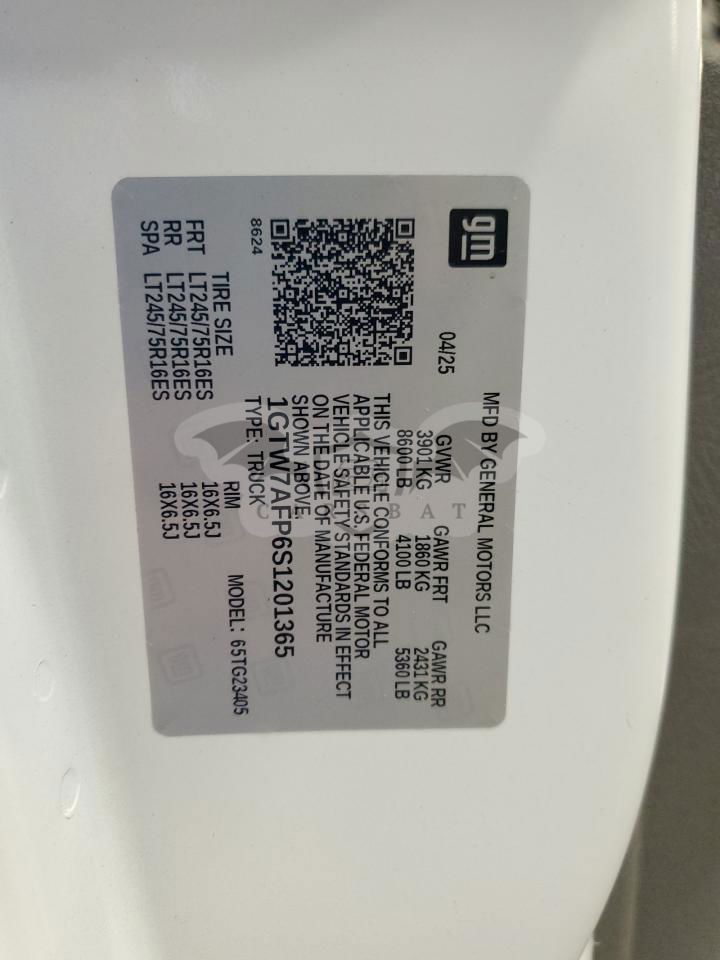 gm
MFD BY GENERAL MOTORS LLC
04/25
GVWR GAWR FRT GAWR RR
3901 KG 1860 KG 2431 KG
8600 LB 4100 LB 5360 LB
THIS VEHICLE CONFORMS TO ALL
APPLICABLE U.S. FEDERAL MOTOR
VEHICLE SAFETY STANDARDS IN EFFECT
ON THE DATE OF MANUFACTURE
SHOWN ABOVE.
1GTW7AFP6S1201365
TYPE: TRUCK
8624
MODEL: 65TG23405
TIRE SIZE RIM
FRT LT245/75R16ES 16X6.5J
RR LT245/75R16ES 16X6.5J
SPA LT245/75R16ES 16X6.5J